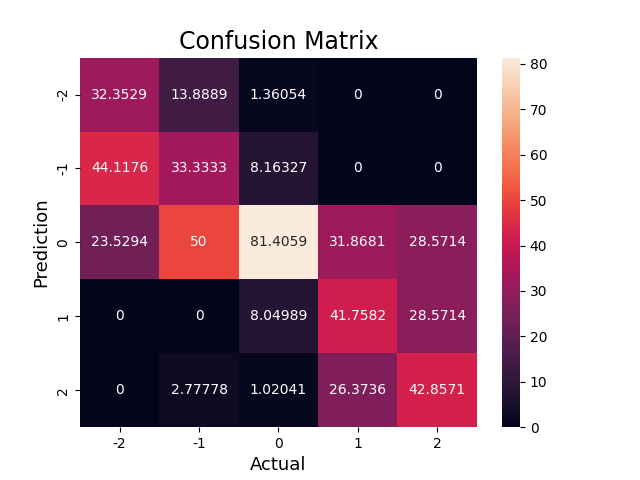 Confusion Matrix
-2 32.3529 13.8889 1.36054 0 0
-1 44.1176 33.3333 8.16327 0 0
0 23.5294 50 81.4059 31.8681 28.5714
1 0 0 8.04989 41.7582 28.5714
2 0 2.77778 1.02041 26.3736 42.8571
-2 -1 0 1 2
Prediction
Actual
80
70
60
50
40
30
20
10
0